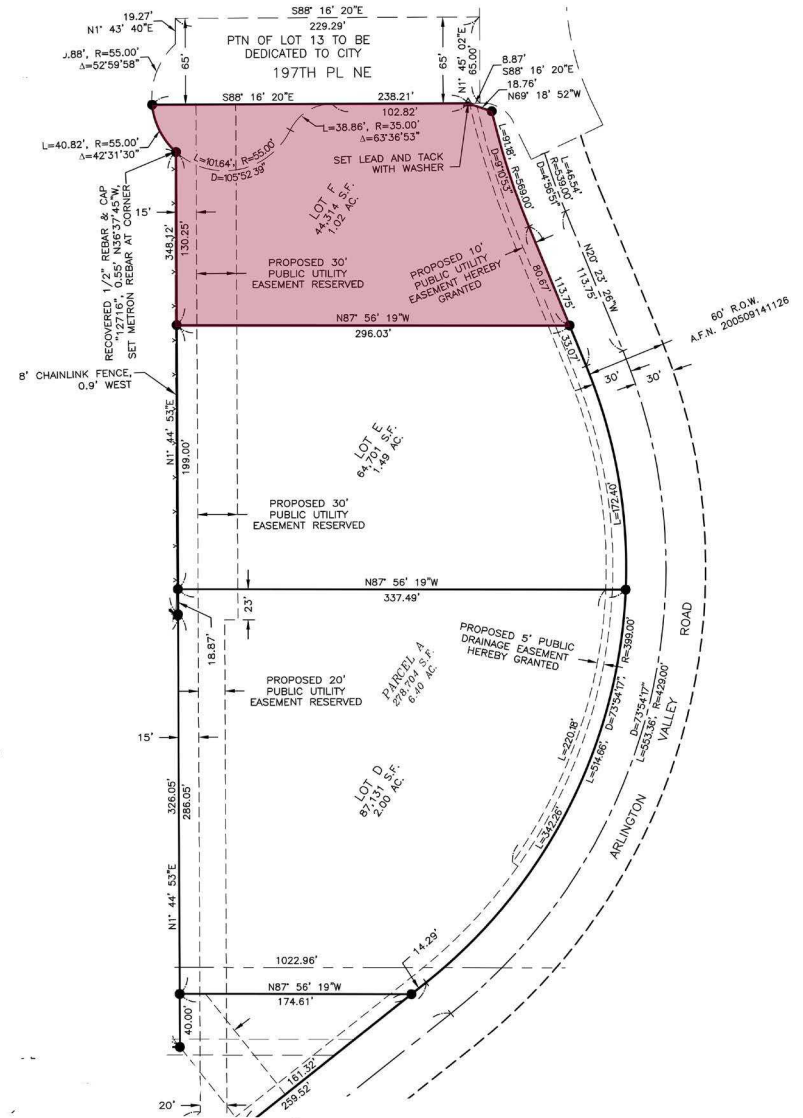 19.27'
N1° 43' 40"E
S88° 16' 20"E
229.29'
PTN OF LOT 13 TO BE
DEDICATED TO CITY
197TH PL NE
65'
65'
N1° 45' 02"E
65.00'
8.87'
S88° 16' 20"E
18.76'
N69° 18' 52"W
J.88', R=55.00'
Δ=52°59'58"
S88° 16' 20"E
238.21'
102.82'
L=38.86', R=35.00'
Δ=63°36'53"
L=40.82', R=55.00'
Δ=42°31'30"
L=101.64', R=55.00'
D=105°52'39"
SET LEAD AND TACK
WITH WASHER
L=91.18', R=569.00'
D=9°10'53"
L=46.54'
R=539.00'
D=4°56'51"
RECOVERED 1/2" REBAR & CAP
"12716", 0.55' N36°37'45"W,
SET METRON REBAR AT CORNER
15'
348.12'
130.25'
LOT F
44,314 S.F.
1.02 AC.
PROPOSED 30'
PUBLIC UTILITY
EASEMENT RESERVED
PROPOSED 10'
PUBLIC UTILITY
EASEMENT HEREBY
GRANTED
80.67'
113.75'
N20° 23' 26"W
113.75'
60' R.O.W.
A.F.N. 200509141126
N87° 56' 19"W
296.03'
33.07'
30'
30'
8' CHAINLINK FENCE,
0.9' WEST
N1° 44' 53"E
199.00'
LOT E
64,701 S.F.
1.49 AC.
L=172.40'
PROPOSED 30'
PUBLIC UTILITY
EASEMENT RESERVED
N87° 56' 19"W
337.49'
23'
18.87'
PROPOSED 5' PUBLIC
DRAINAGE EASEMENT
HEREBY GRANTED
PARCEL A
278,704 S.F.
6.40 AC.
PROPOSED 20'
PUBLIC UTILITY
EASEMENT RESERVED
15'
L=220.18'
L=514.66', D=73°54'17" R=399.00'
D=73°54'17"
L=553.36', R=429.00'
ARLINGTON VALLEY ROAD
326.05'
286.05'
LOT D
87,131 S.F.
2.00 AC.
L=342.26'
N1° 44' 53"E
14.29'
1022.96'
N87° 56' 19"W
174.61'
40.00'
161.32'
259.52'
20'